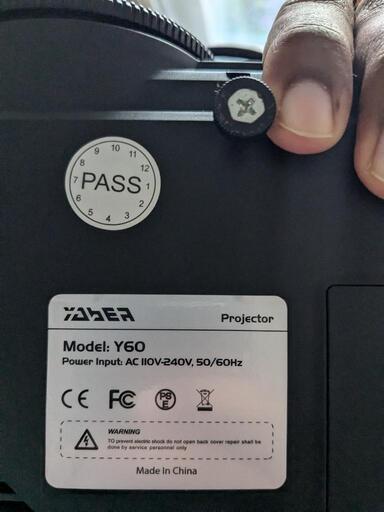 8 9 10 11 12 1 2 3 4 5 6 7
PASS
YABER
Projector
Model: Y60
Power Input: AC 110V-240V, 50/60Hz
CE FC PS E
WARNING
TO prevent electric shock do not open back cover repair shall be
done by service personnel only
Made In China